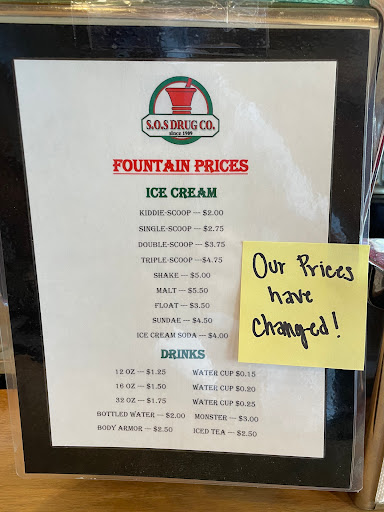 S.O.S DRUG CO.
since 1909
FOUNTAIN PRICES
ICE CREAM
KIDDIE-SCOOP — $2.00
SINGLE-SCOOP — $2.75
DOUBLE-SCOOP — $3.75
TRIPLE-SCOOP —$4.75
SHAKE — $5.00
MALT — $5.50
FLOAT — $3.50
SUNDAE — $4.50
ICE CREAM SODA — $4.00
Our Prices
have
changed!
DRINKS
12 OZ — $1.25 WATER CUP $0.15
16 OZ — $1.50 WATER CUP $0.20
32 OZ — $1.75 WATER CUP $0.25
BOTTLED WATER — $2.00 MONSTER — $3.00
BODY ARMOR — $2.50 ICED TEA — $2.50